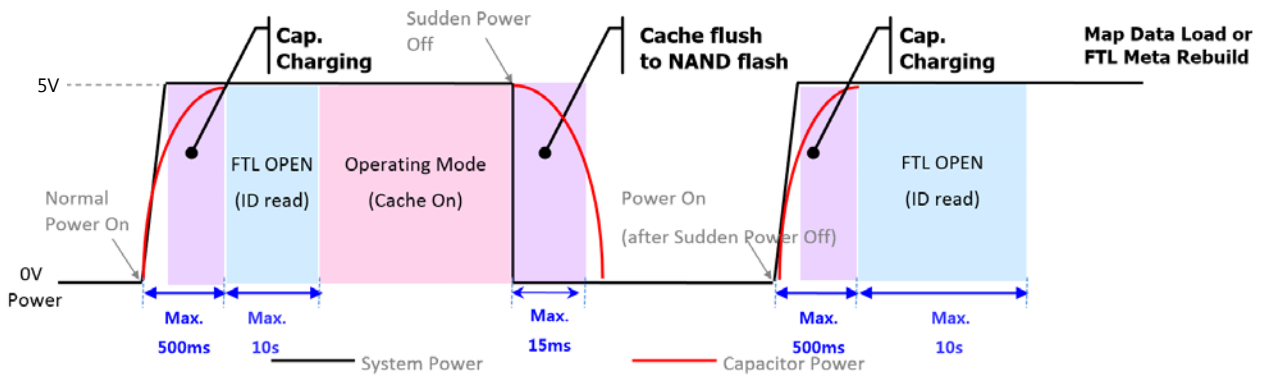 Sudden Power
Off
Cap.
Charging
Cache flush
to NAND flash
Cap.
Charging
Map Data Load or
FTL Meta Rebuild
5V
FTL OPEN
(ID read)
Operating Mode
(Cache On)
FTL OPEN
(ID read)
Normal
Power On
Power On
(after Sudden Power Off)
0V
Power
Max.
500ms
Max.
10s
Max.
15ms
Max.
500ms
Max.
10s
System Power
Capacitor Power